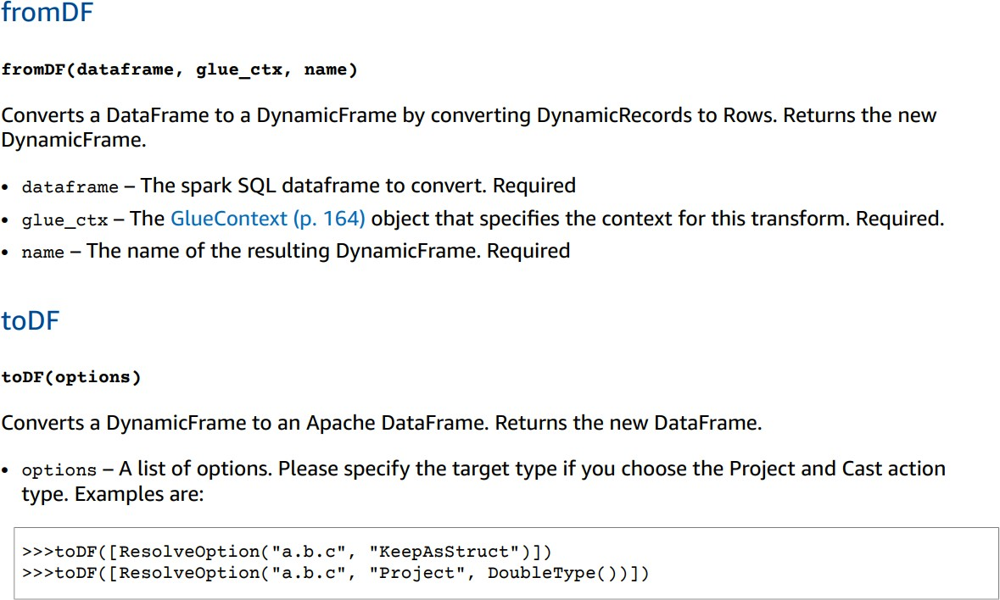 fromDF
fromDF(dataframe, glue_ctx, name)
Converts a DataFrame to a DynamicFrame by converting DynamicRecords to Rows. Returns the new
DynamicFrame.
• dataframe – The spark SQL dataframe to convert. Required
• glue_ctx – The GlueContext (p. 164) object that specifies the context for this transform. Required.
• name – The name of the resulting DynamicFrame. Required
toDF
toDF(options)
Converts a DynamicFrame to an Apache DataFrame. Returns the new DataFrame.
• options – A list of options. Please specify the target type if you choose the Project and Cast action
type. Examples are:
>>>toDF([ResolveOption("a.b.c", "KeepAsStruct")])
>>>toDF([ResolveOption("a.b.c", "Project", DoubleType())])